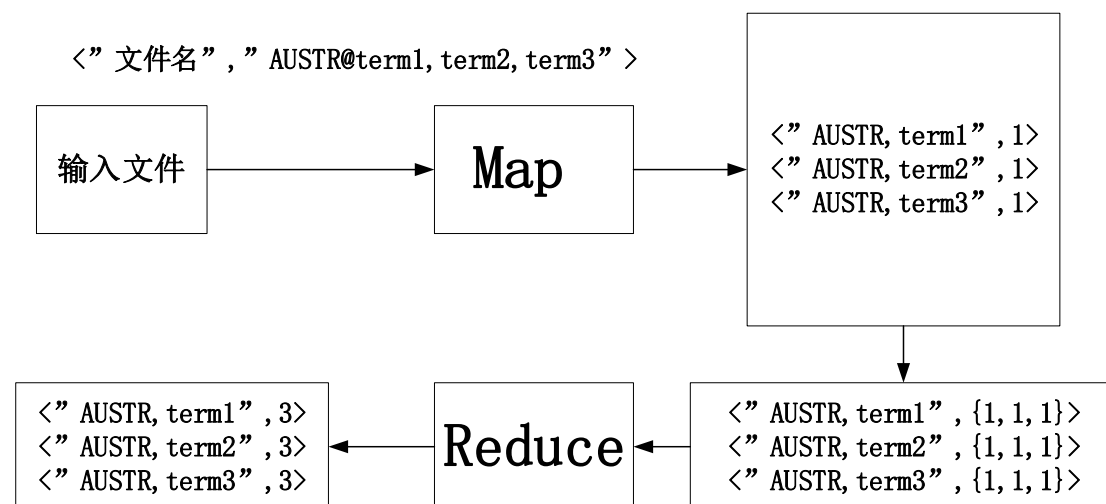 <”文件名”,”AUSTR@term1,term2,term3”>
输入文件
Map
<”AUSTR,term1”,1>
<”AUSTR,term2”,1>
<”AUSTR,term3”,1>
<”AUSTR,term1”,{1,1,1}>
<”AUSTR,term2”,{1,1,1}>
<”AUSTR,term3”,{1,1,1}>
Reduce
<”AUSTR,term1”,3>
<”AUSTR,term2”,3>
<”AUSTR,term3”,3>